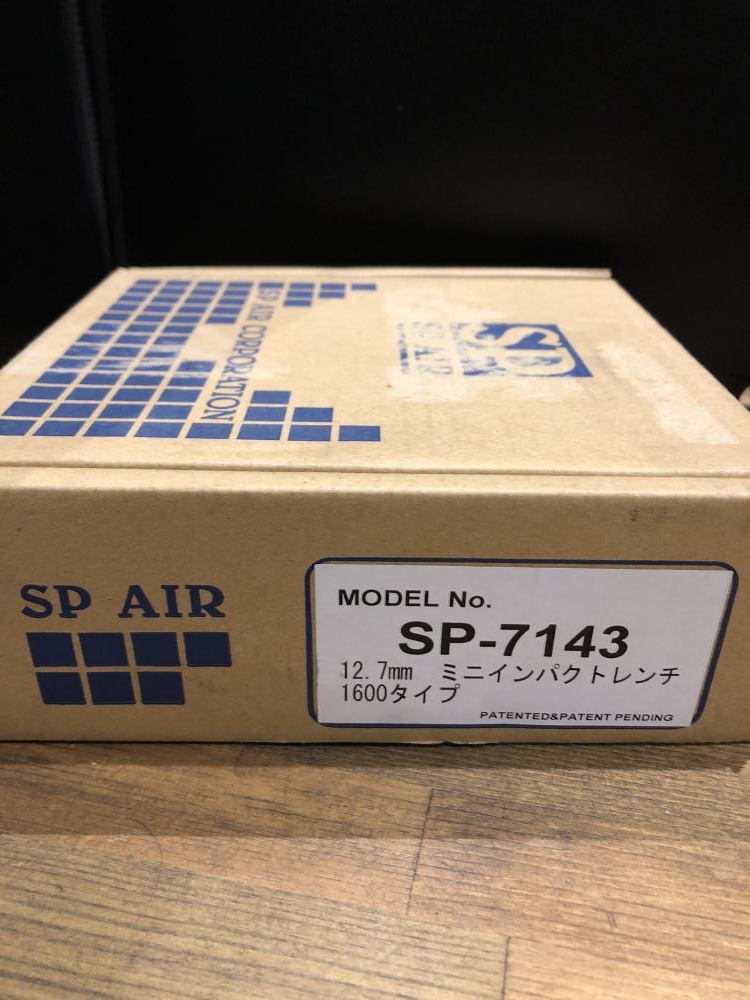 SP AIR CORPORATION
SP
SP AIR
SP AIR
MODEL No.
SP-7143
12.7mm ミニインパクトレンチ
1600タイプ
PATENTED&PATENT PENDING